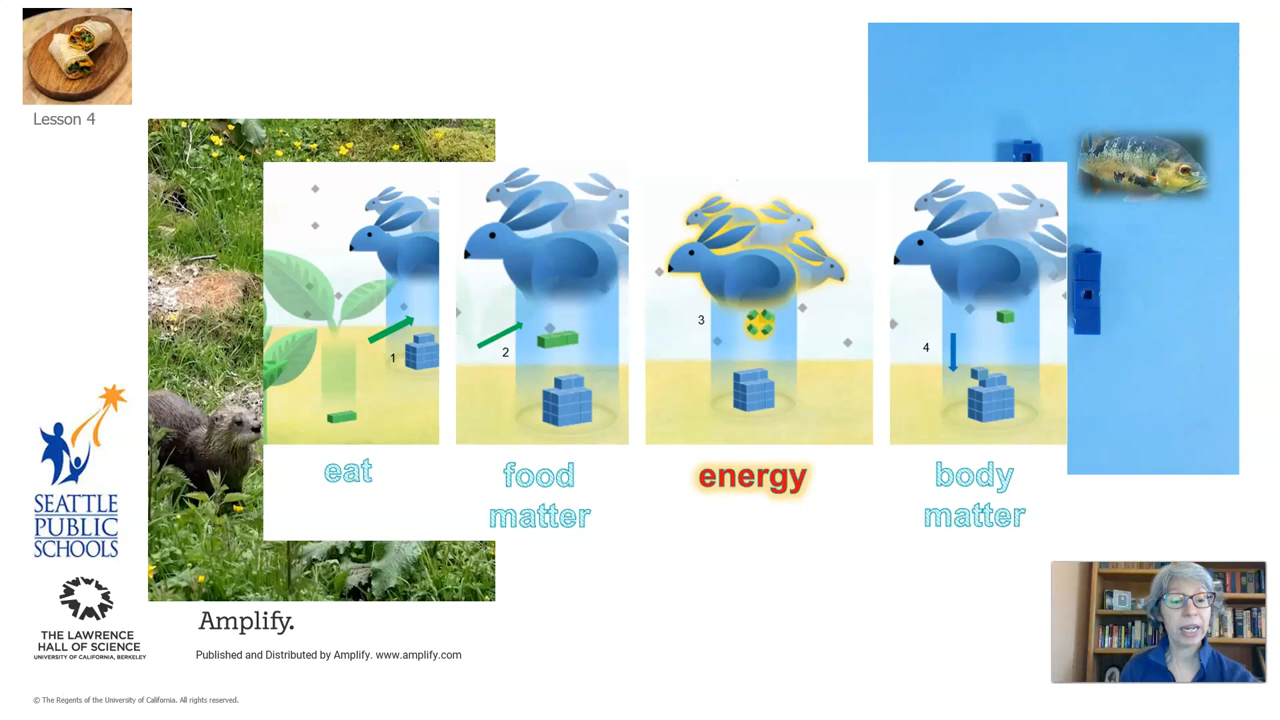 Lesson 4
1
2
3
4
eat
food
matter
energy
body
matter
SEATTLE
PUBLIC
SCHOOLS
THE LAWRENCE
HALL OF SCIENCE
UNIVERSITY OF CALIFORNIA, BERKELEY
Amplify.
Published and Distributed by Amplify. www.amplify.com
© The Regents of the University of California. All rights reserved.